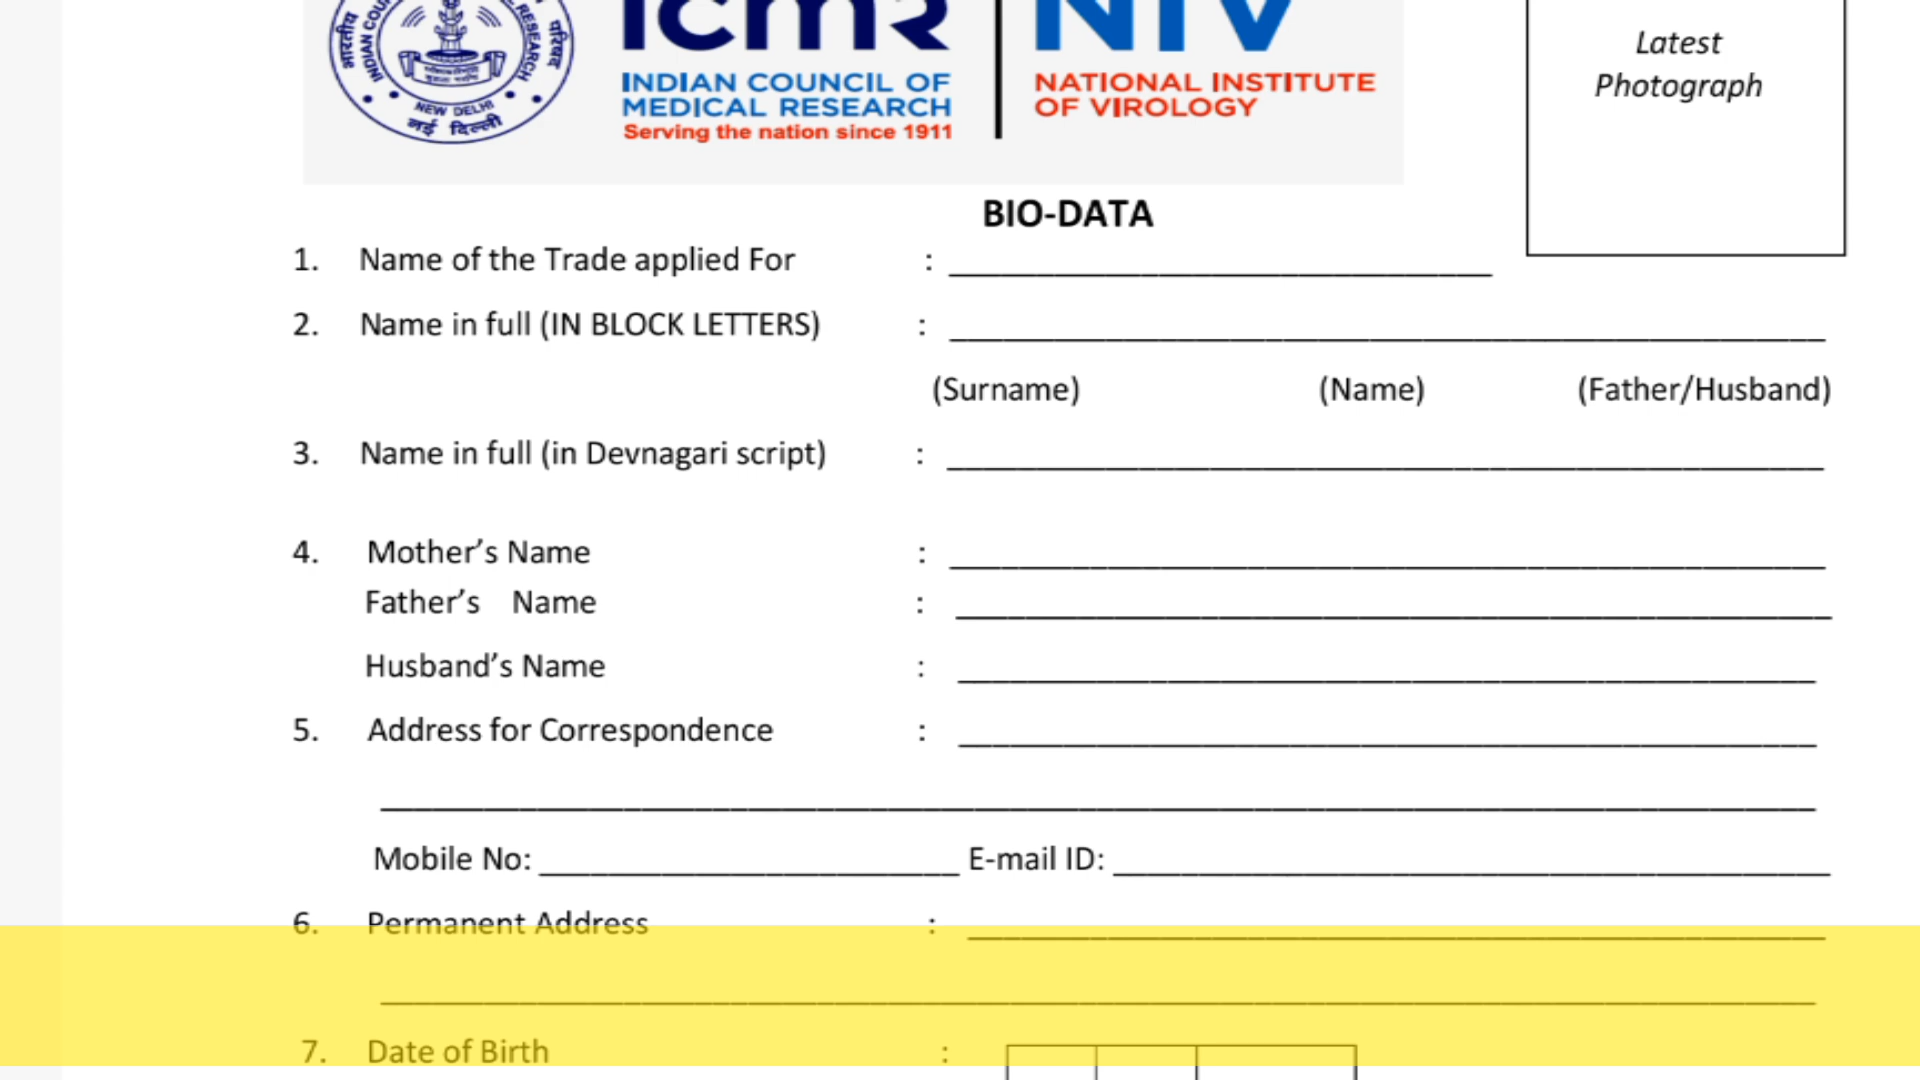 icmr
NIV
INDIAN COUNCIL OF
MEDICAL RESEARCH
Serving the nation since 1911
NATIONAL INSTITUTE
OF VIROLOGY
NEW DELHI
नई दिल्ली
Latest
Photograph
BIO-DATA
1. Name of the Trade applied For :
2. Name in full (IN BLOCK LETTERS) :
(Surname) (Name) (Father/Husband)
3. Name in full (in Devnagari script) :
4. Mother’s Name :
Father’s Name :
Husband’s Name :
5. Address for Correspondence :
Mobile No: E-mail ID:
6. Permanent Address :
7. Date of Birth :